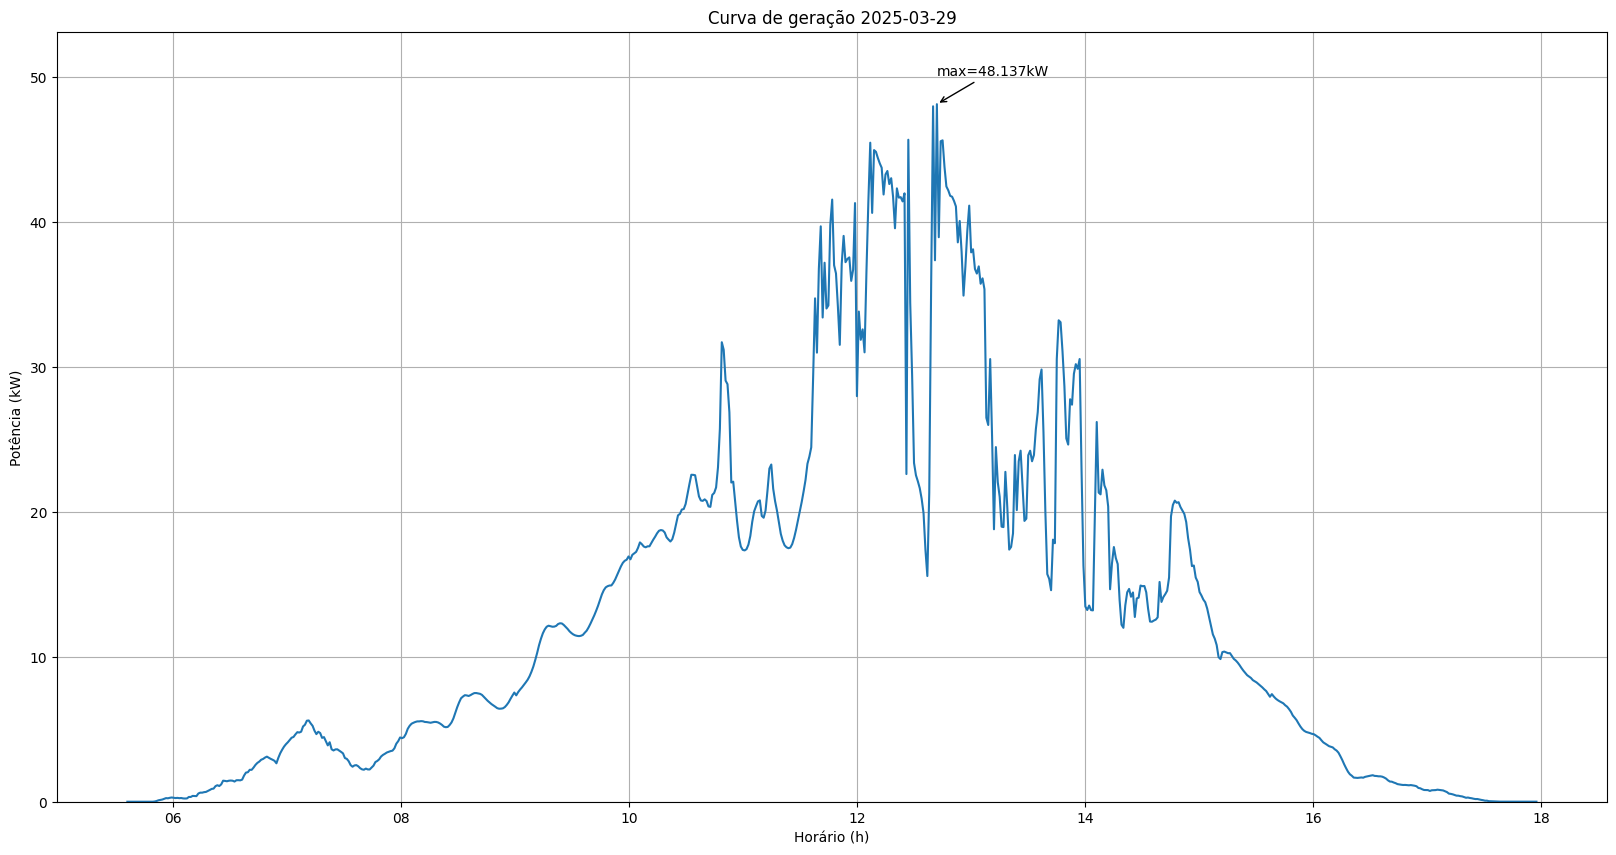 Curva de geração 2025-03-29
max=48.137kW
50
40
30
20
10
0
Potência (kW)
06 08 10 12 14 16 18
Horário (h)